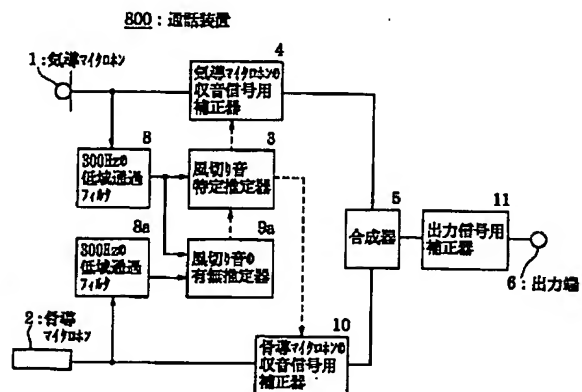 800:通話装置
1:気導マイクロホン
4
気導マイクロホンの
収音信号用
補正器
8
300Hzの
低域通過
フィルタ
3
風切り音
特定推定器
8a
300Hzの
低域通過
フィルタ
9a
風切り音の
有無推定器
5
合成器
11
出力信号用
補正器
6:出力端
2:骨導
マイクロホン
10
骨導マイクロホンの
収音信号用
補正器